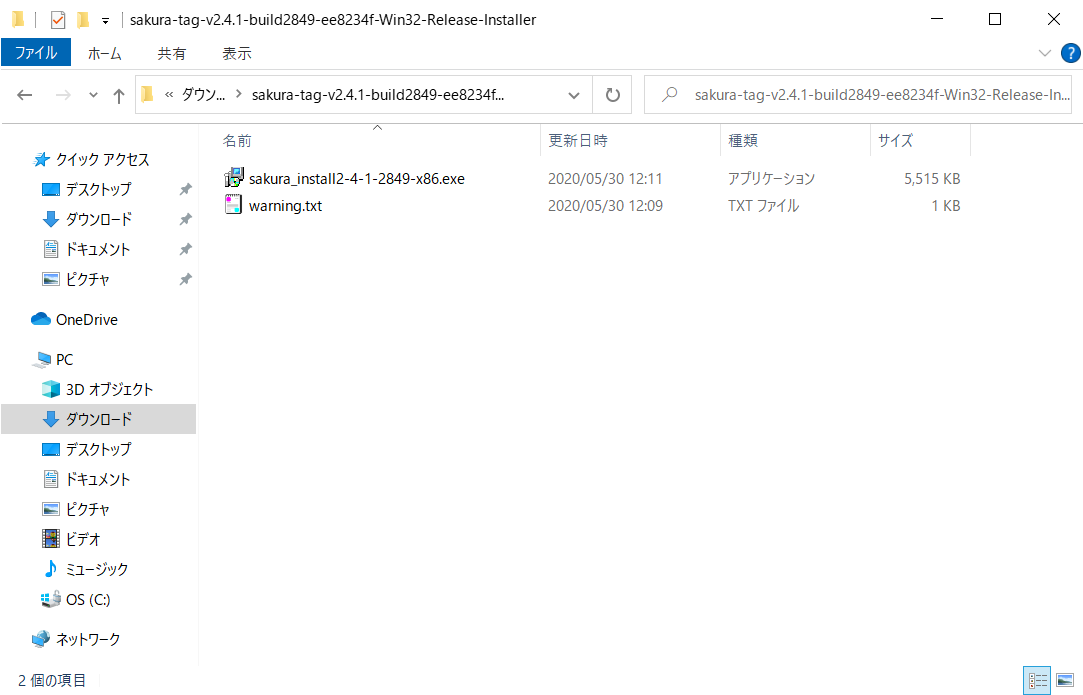 sakura-tag-v2.4.1-build2849-ee8234f-Win32-Release-Installer
ファイル ホーム 共有 表示
« ダウン... › sakura-tag-v2.4.1-build2849-ee8234f... sakura-tag-v2.4.1-build2849-ee8234f-Win32-Release-In...
名前 更新日時 種類 サイズ
クイック アクセス
デスクトップ
ダウンロード
ドキュメント
ピクチャ
OneDrive
PC
3D オブジェクト
ダウンロード
デスクトップ
ドキュメント
ピクチャ
ビデオ
ミュージック
OS (C:)
ネットワーク
sakura_install2-4-1-2849-x86.exe 2020/05/30 12:11 アプリケーション 5,515 KB
warning.txt 2020/05/30 12:09 TXT ファイル 1 KB
2 個の項目